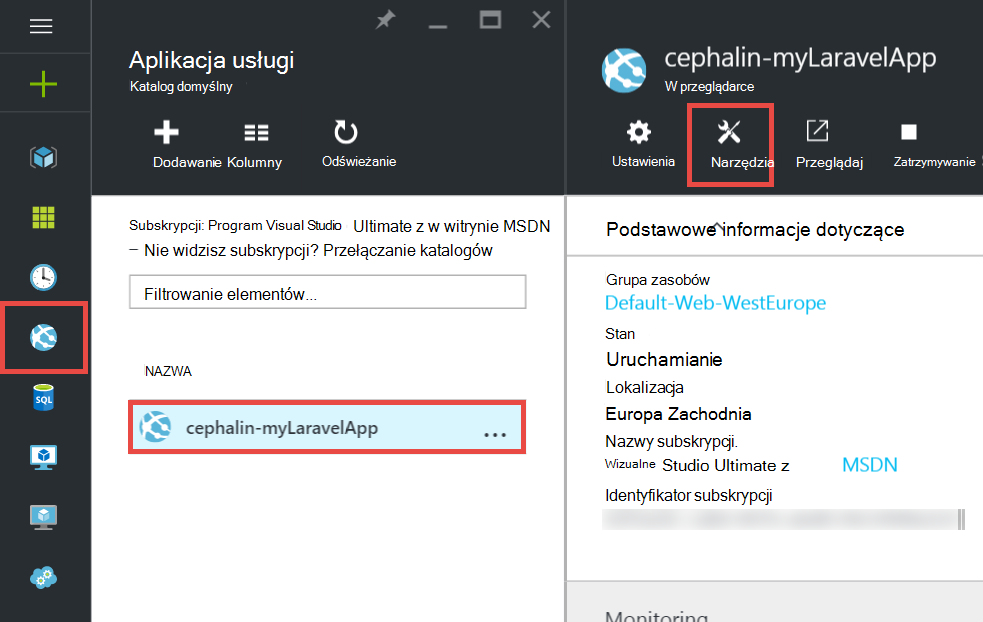 Aplikacja usługi
Katalog domyślny
Dodawanie Kolumny Odświeżanie
Subskrypcji: Program Visual Studio Ultimate z w witrynie MSDN
– Nie widzisz subskrypcji? Przełączanie katalogów
Filtrowanie elementów...
NAZWA
cephalin-myLaravelApp
...
SQL
cephalin-myLaravelApp
W przeglądarce
Ustawienia Narzędzia Przeglądaj Zatrzymywanie
Podstawowe informacje dotyczące
Grupa zasobów
Default-Web-WestEurope
Stan
Uruchamianie
Lokalizacja
Europa Zachodnia
Nazwy subskrypcji.
Wizualne Studio Ultimate z MSDN
Identyfikator subskrypcji
Monitoring